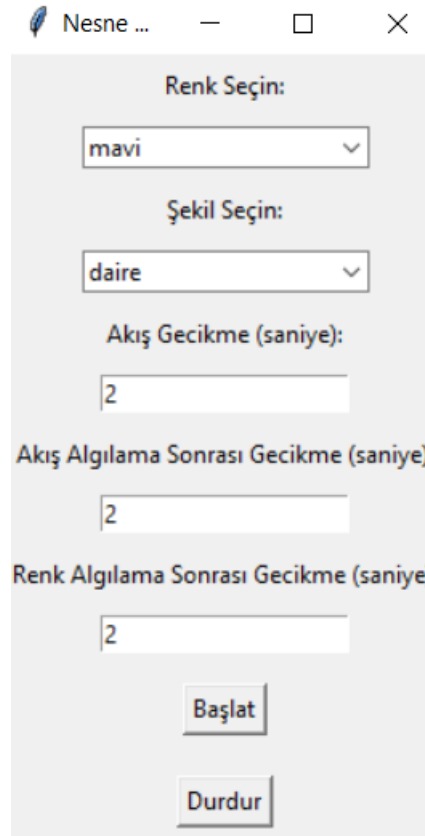 Nesne ...
Renk Seçin:
mavi
Şekil Seçin:
daire
Akış Gecikme (saniye):
2
Akış Algılama Sonrası Gecikme (saniye)
2
Renk Algılama Sonrası Gecikme (saniye
2
Başlat
Durdur